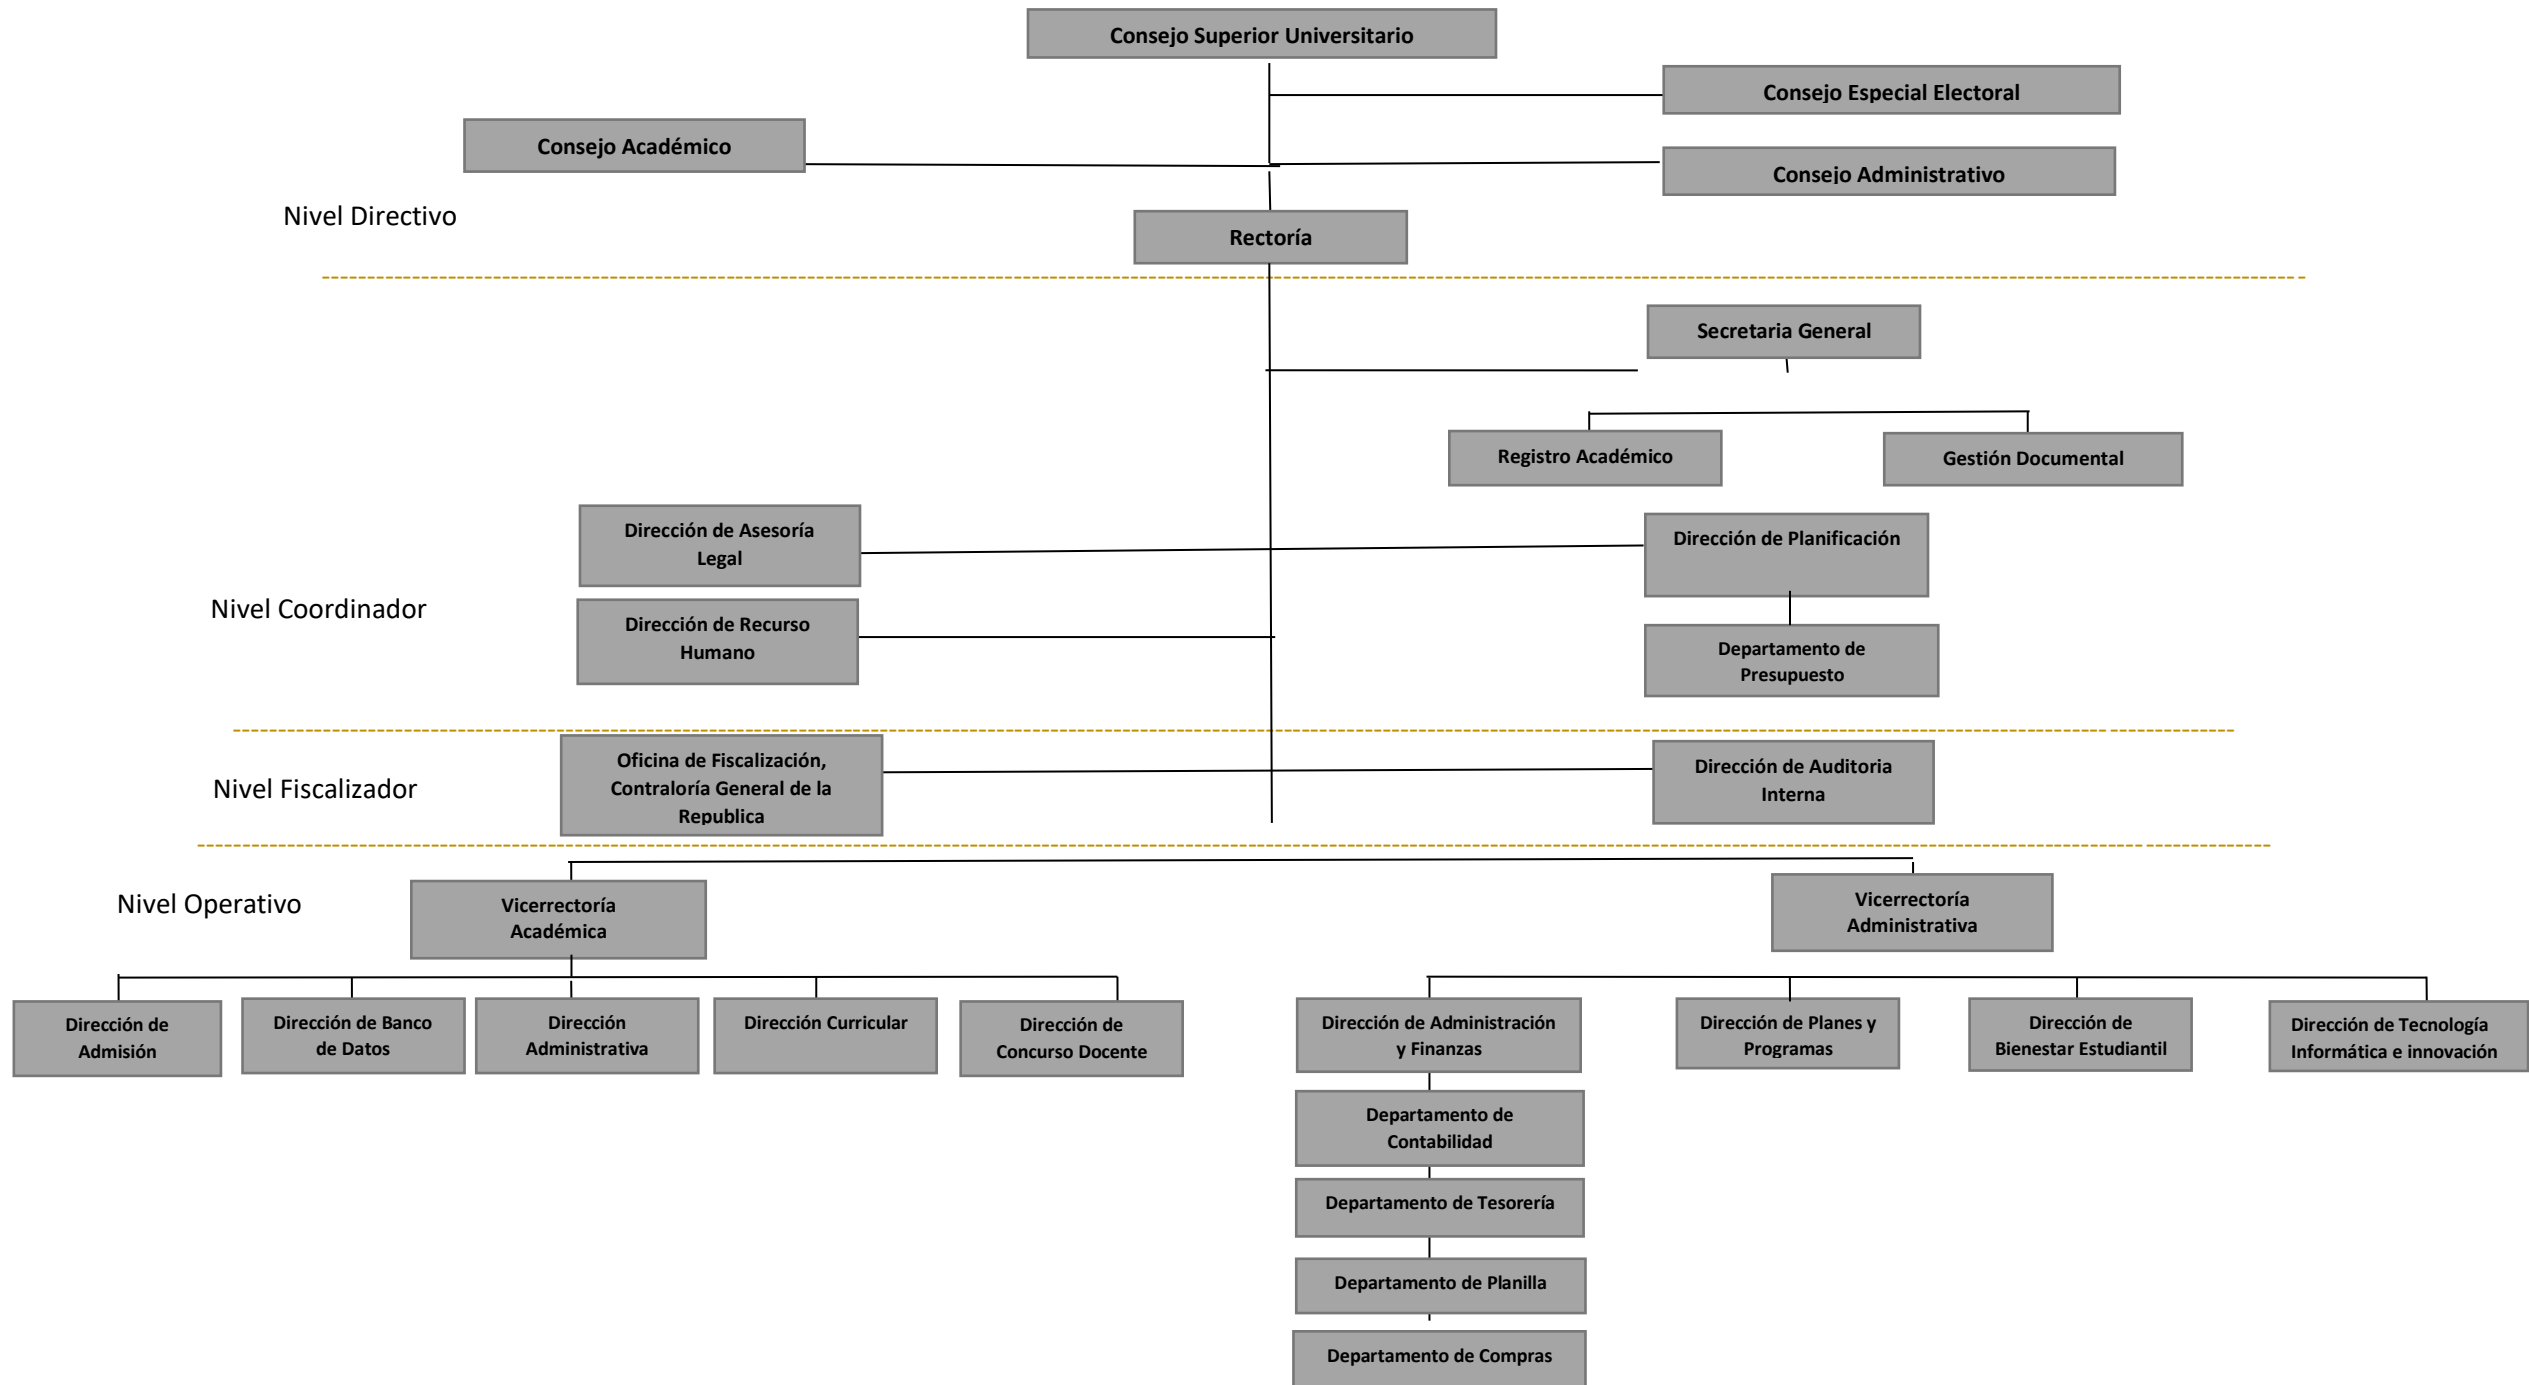 Consejo Superior Universitario
Consejo Especial Electoral
Consejo Académico
Consejo Administrativo
Nivel Directivo
Rectoría
Secretaria General
Registro Académico
Gestión Documental
Dirección de Asesoría
Legal
Dirección de Planificación
Nivel Coordinador
Dirección de Recurso
Humano
Departamento de
Presupuesto
Nivel Fiscalizador
Oficina de Fiscalización,
Contraloría General de la
Republica
Dirección de Auditoria
Interna
Nivel Operativo
Vicerrectoría
Académica
Vicerrectoría
Administrativa
Dirección de
Admisión
Dirección de Banco
de Datos
Dirección
Administrativa
Dirección Curricular
Dirección de
Concurso Docente
Dirección de Administración
y Finanzas
Dirección de Planes y
Programas
Dirección de
Bienestar Estudiantil
Dirección de Tecnología
Informática e innovación
Departamento de
Contabilidad
Departamento de Tesorería
Departamento de Planilla
Departamento de Compras